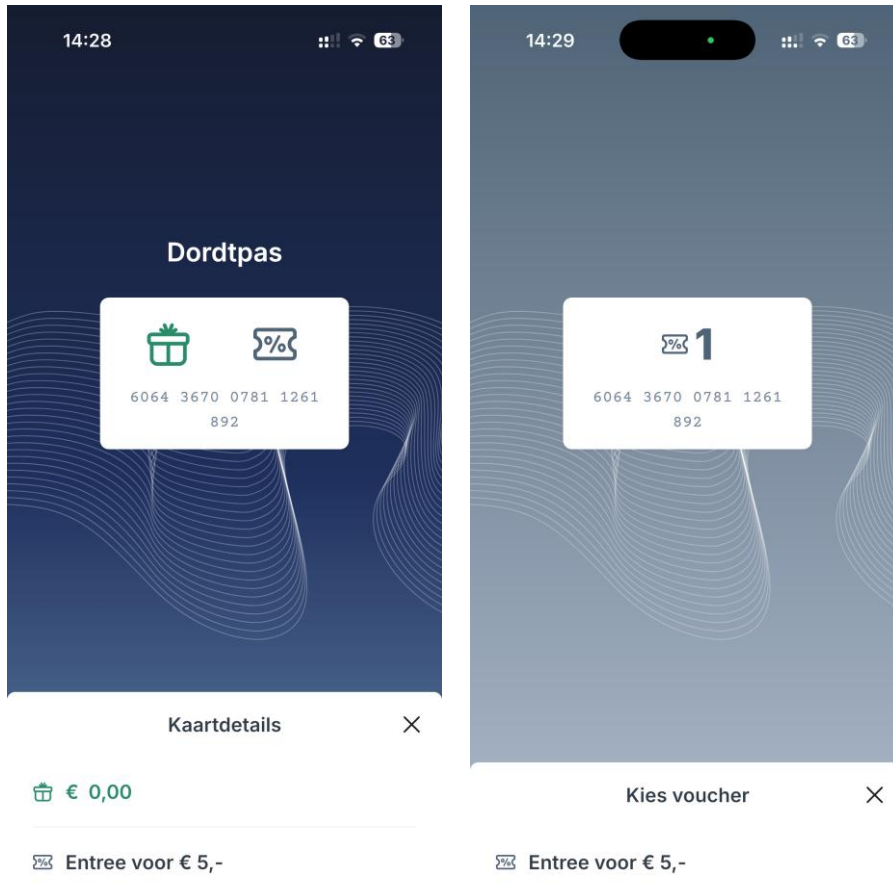 14:28
63
Dordtpas
6064 3670 0781 1261
892
Kaartdetails
€ 0,00
Entree voor € 5,-
14:29
63
1
6064 3670 0781 1261
892
Kies voucher
Entree voor € 5,-